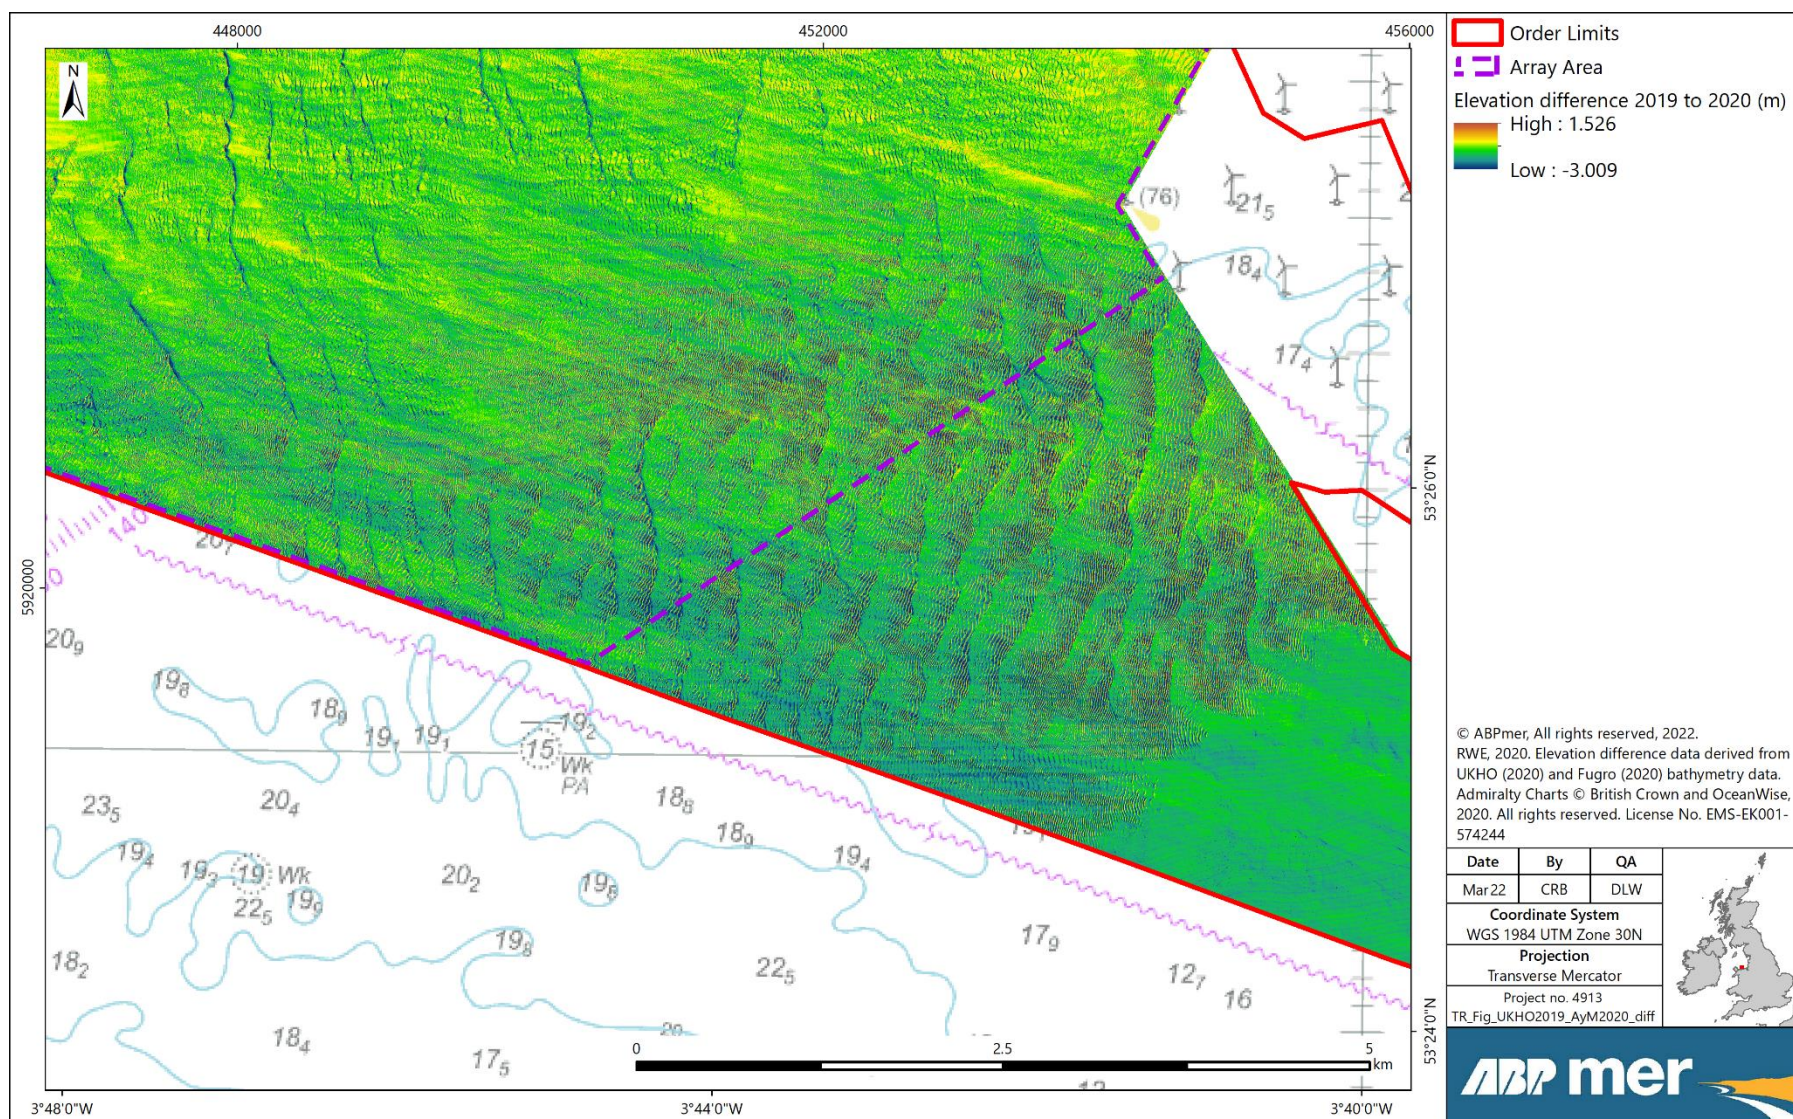 448000
452000
456000
N
(76)
21₅
18₄
17₄
5920000
53°26'0"N
140
20₇
20₉
19₈
18₉
19₁
19₁
19₂
15
Wk
PA
23₅
20₄
18₈
18₉
19₄
19₄
19₃
19
Wk
19₉
22₅
20₂
19₈
19₈
17₉
18₂
22₅
12₇
16
18₄
17₅
53°24'0"N
0
2.5
5
km
3°48'0"W
3°44'0"W
3°40'0"W
Order Limits
Array Area
Elevation difference 2019 to 2020 (m)
High : 1.526
Low : -3.009
© ABPmer, All rights reserved, 2022.
RWE, 2020. Elevation difference data derived from
UKHO (2020) and Fugro (2020) bathymetry data.
Admiralty Charts © British Crown and OceanWise,
2020. All rights reserved. License No. EMS-EK001-
574244
Date By QA
Mar22 CRB DLW
Coordinate System
WGS 1984 UTM Zone 30N
Projection
Transverse Mercator
Project no. 4913
TR_Fig_UKHO2019_AyM2020_diff
ABPmer